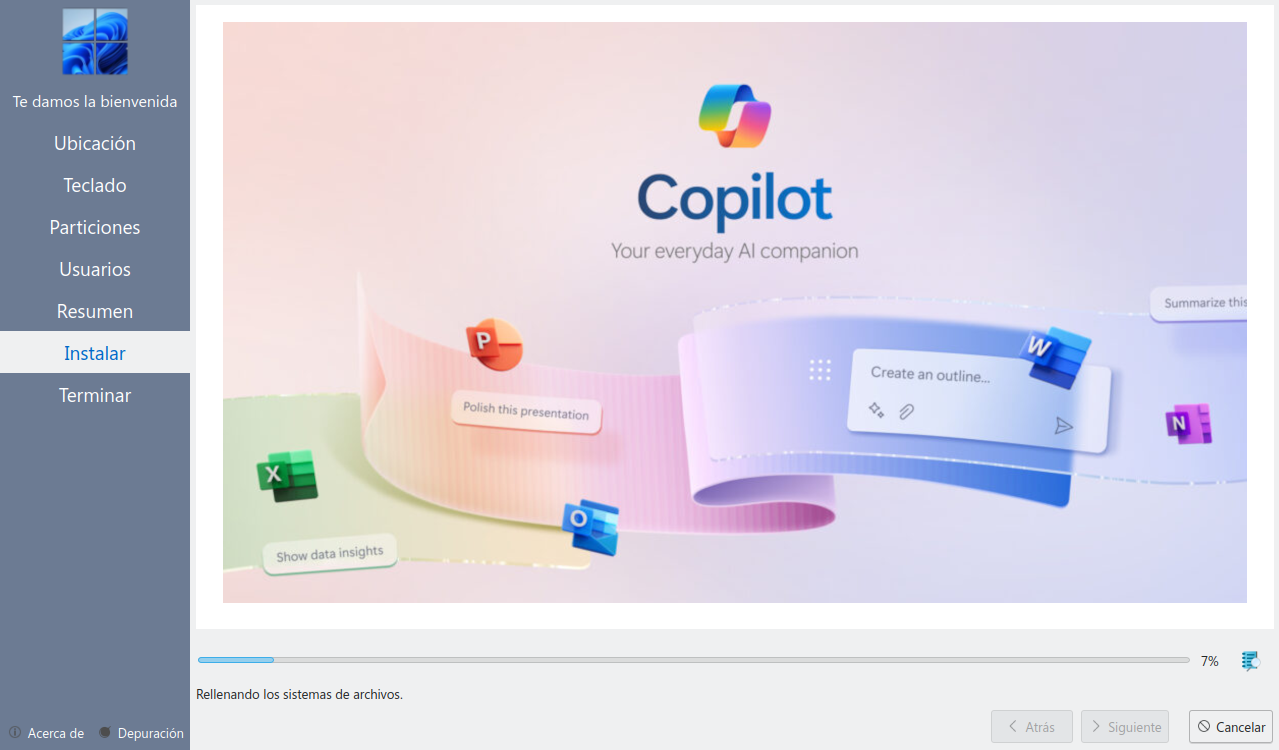 Te damos la bienvenida
Ubicación
Teclado
Particiones
Usuarios
Resumen
Instalar
Terminar
Acerca de
Depuración
Copilot
Your everyday AI companion
Summarize this
P
Polish this presentation
W
Create an outline...
N
X
O
Show data insights
7%
Rellenando los sistemas de archivos.
Atrás
Siguiente
Cancelar